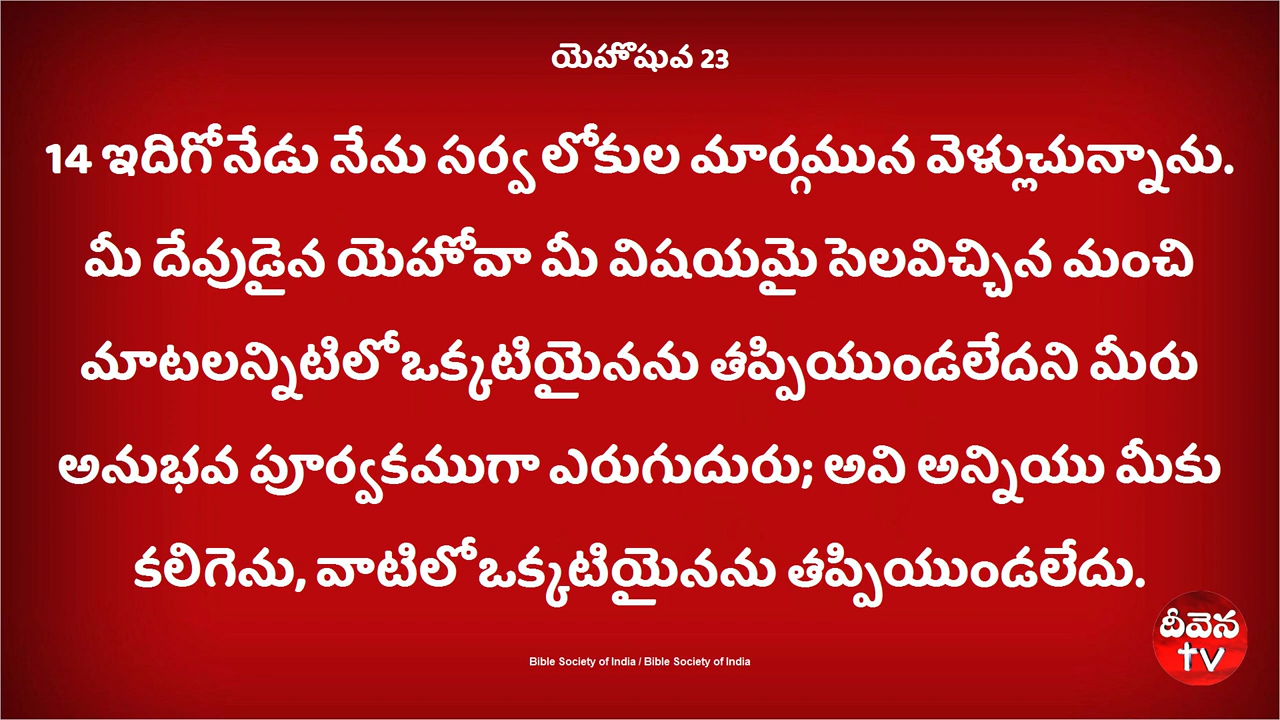 యెహొషువ 23
14 ఇదిగోనేడు నేను సర్వ లోకుల మార్గమున వెళ్లుచున్నాను.
మీ దేవుడైన యెహోవా మీ విషయమై సెలవిచ్చిన మంచి
మాటలన్నిటిలోఒక్కటియైనను తప్పియుండలేదని మీరు
అనుభవ పూర్వకముగా ఎరుగుదురు; అవి అన్నియు మీకు
కలిగెను, వాటిలోఒక్కటియైనను తప్పియుండలేదు.
దీవెన
tv
Bible Society of India / Bible Society of India